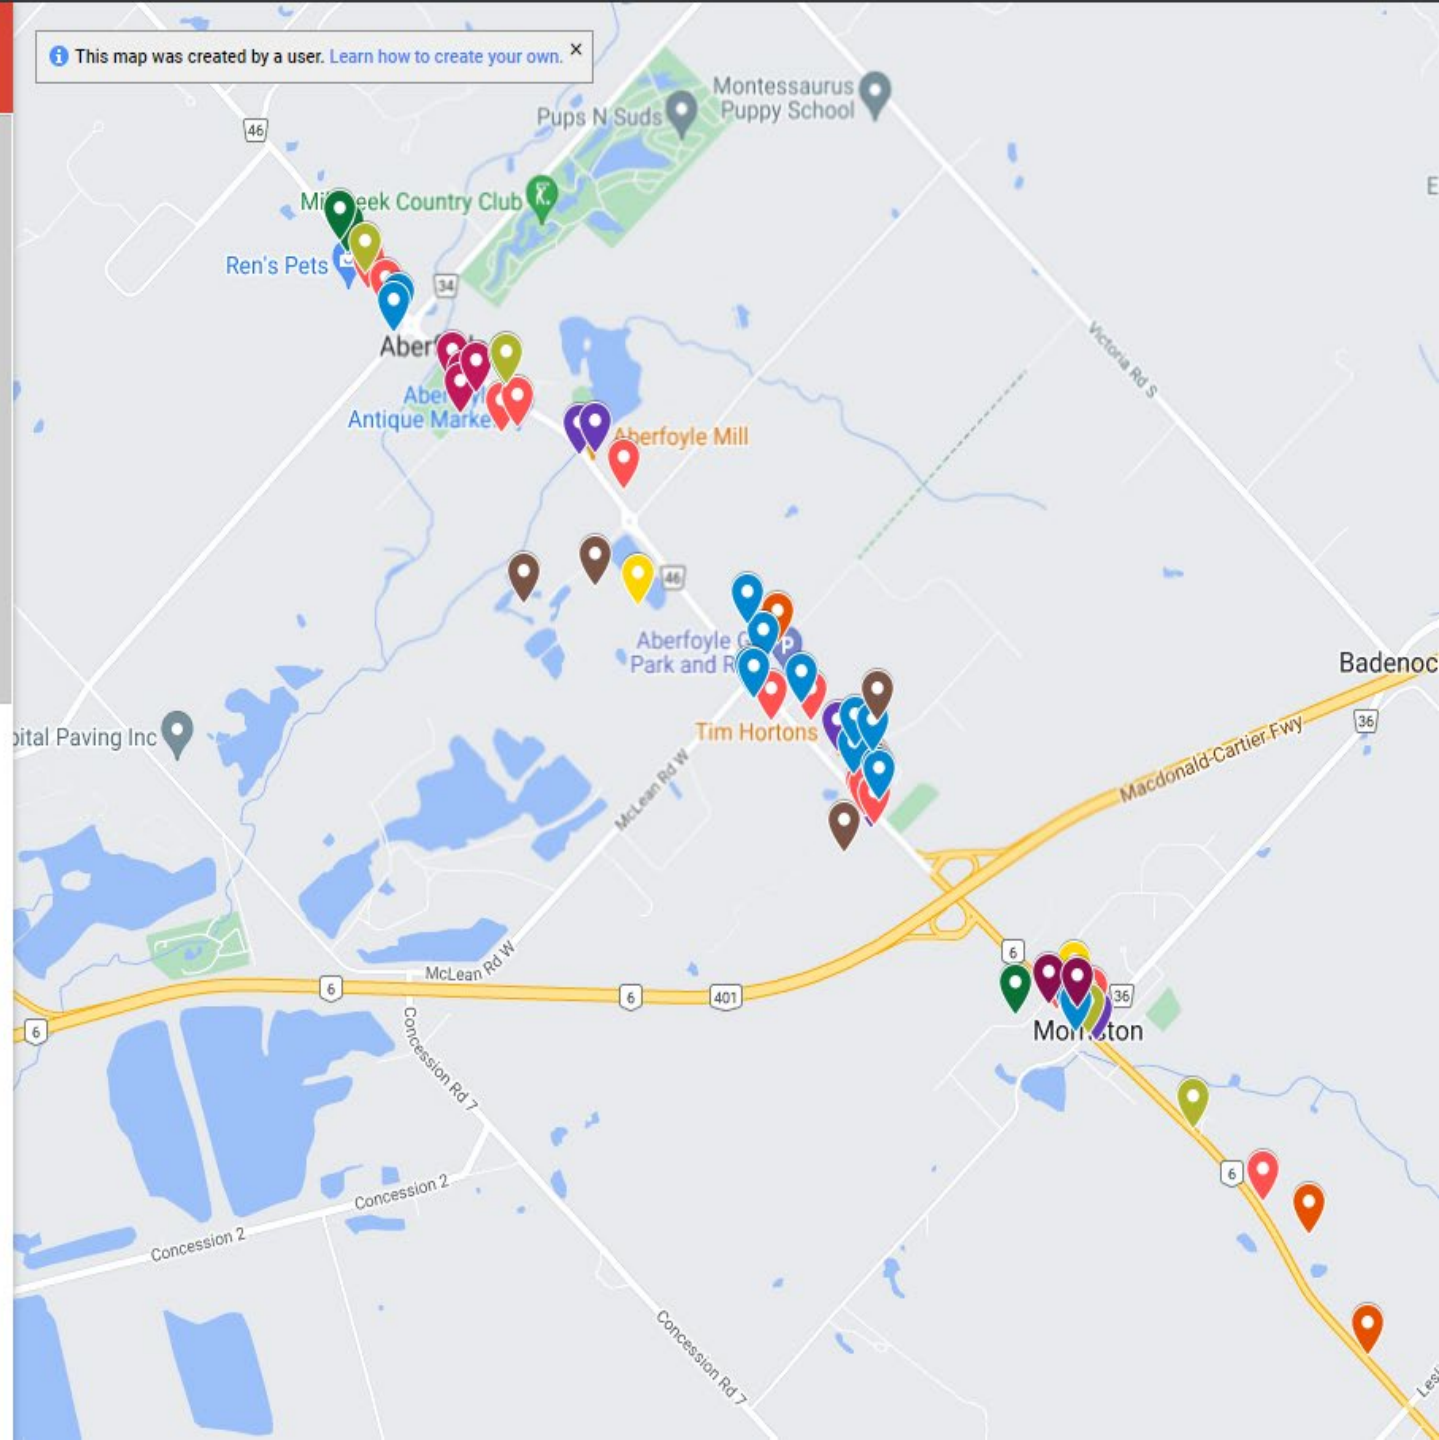 This map was created by a user. Learn how to create your own. ×
Montessaurus
Puppy School
Pups N Suds
46
Country Club
Ren's Pets
34
Victoria Rd S
Antique
Aberfoyle Mill
46
Aberfoyle
Park and
P
Badenoc
36
Tim Hortons
Paving Inc
McLean Rd W
Macdonald-Cartier Fwy
6
McLean Rd W
6
6
401
36
6
Concession Rd 7
Concession 2
6
Concession 2
Concession Rd 7